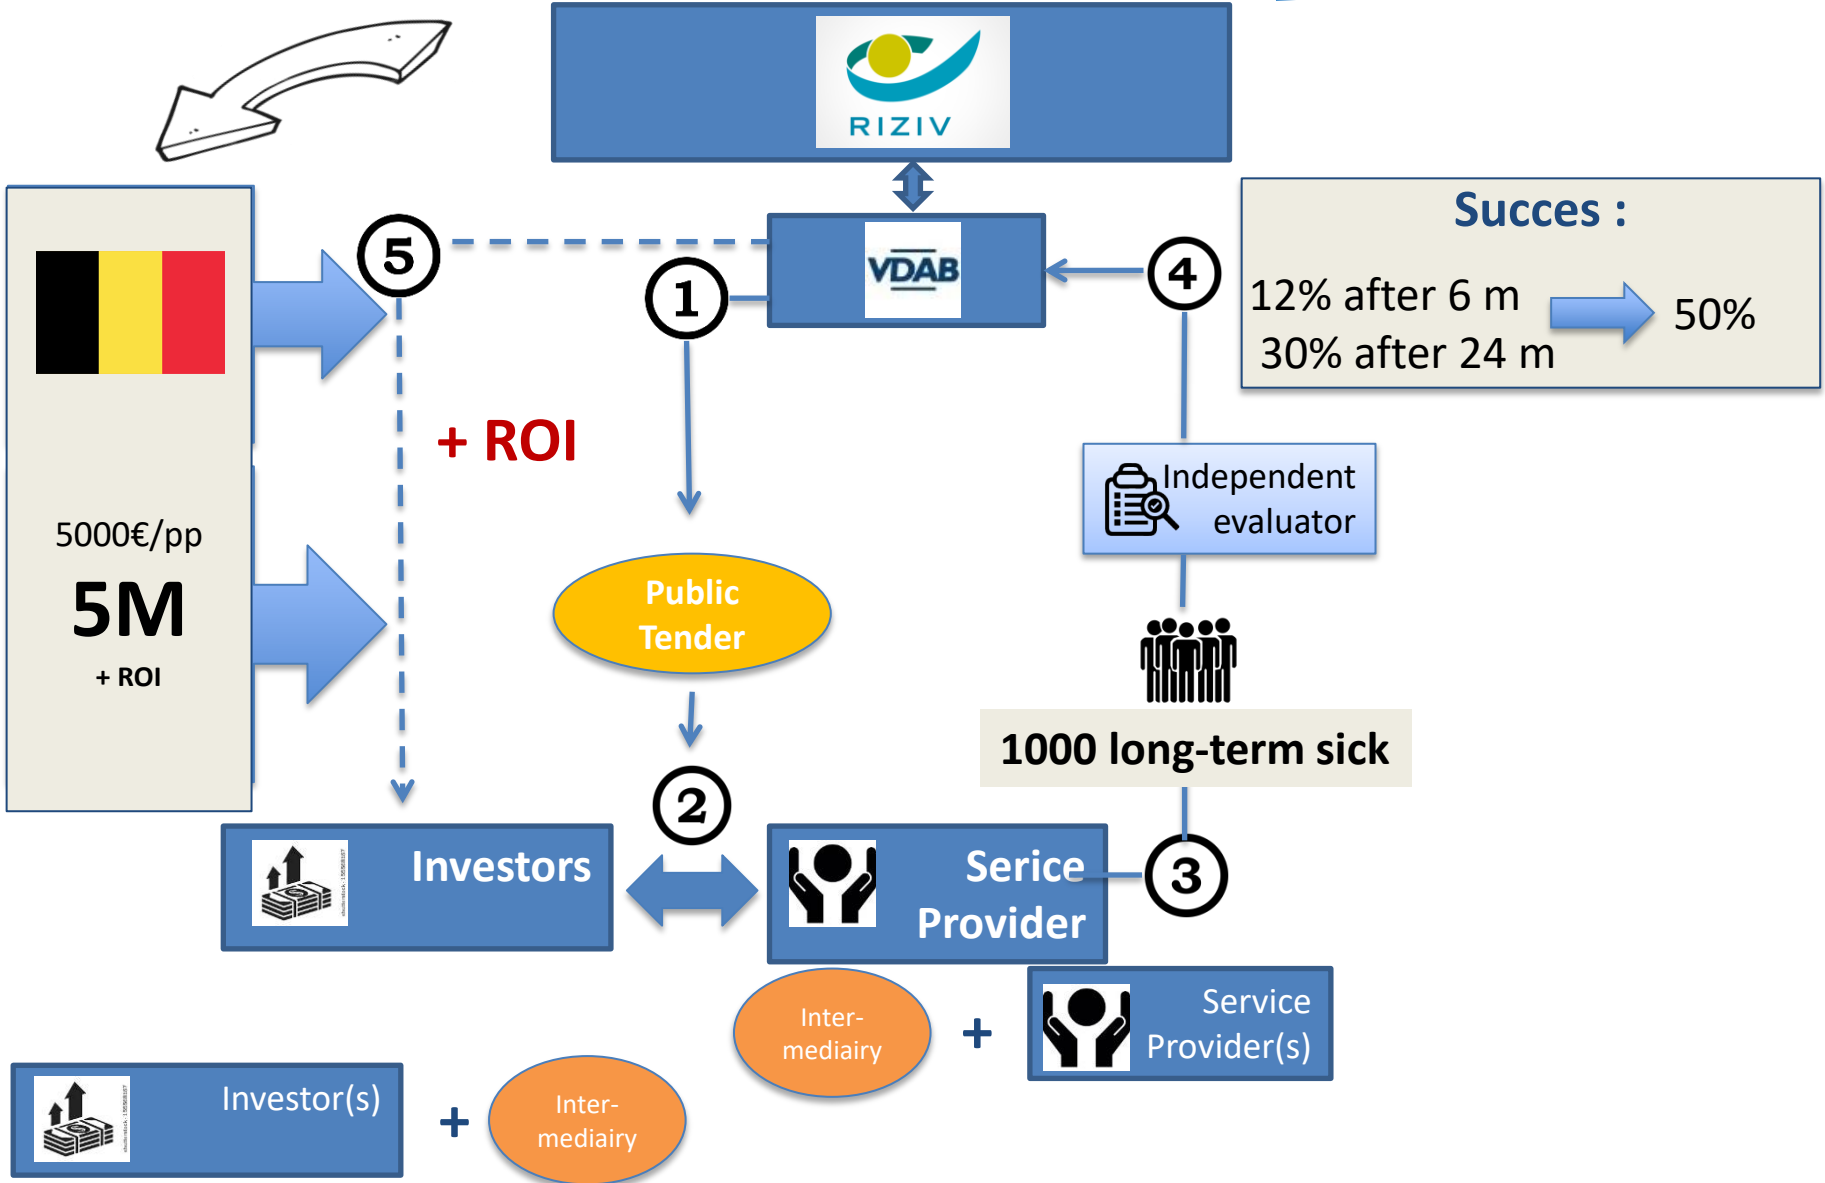 RIZIV
VDAB
5
1
4
Succes :
12% after 6 m
30% after 24 m
50%
+ ROI
5000€/pp
5M
+ ROI
Independent
evaluator
Public
Tender
1000 long-term sick
2
Investors
Serice
Provider
3
Inter-
mediairy
+
Service
Provider(s)
Investor(s)
+
Inter-
mediairy